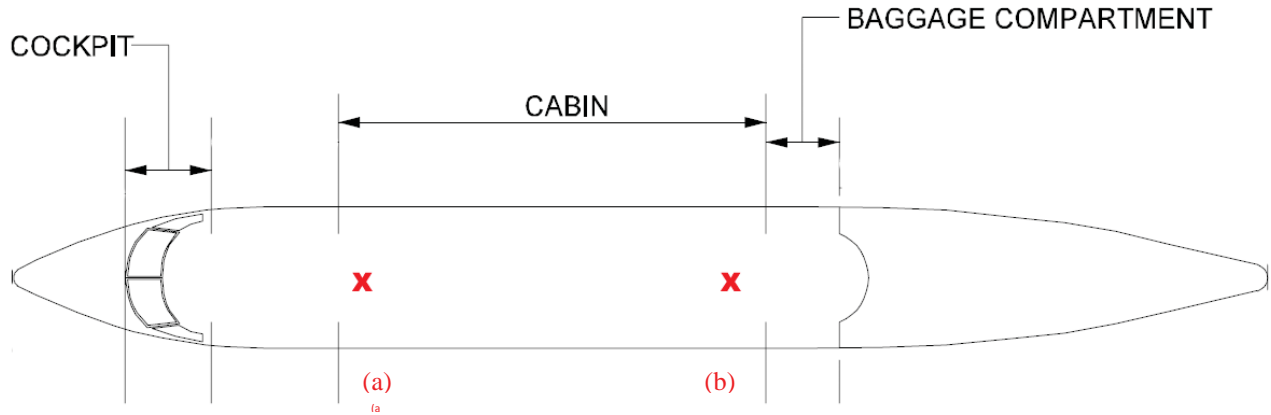 BAGGAGE COMPARTMENT
COCKPIT
CABIN
x x
(a) (b)
(a